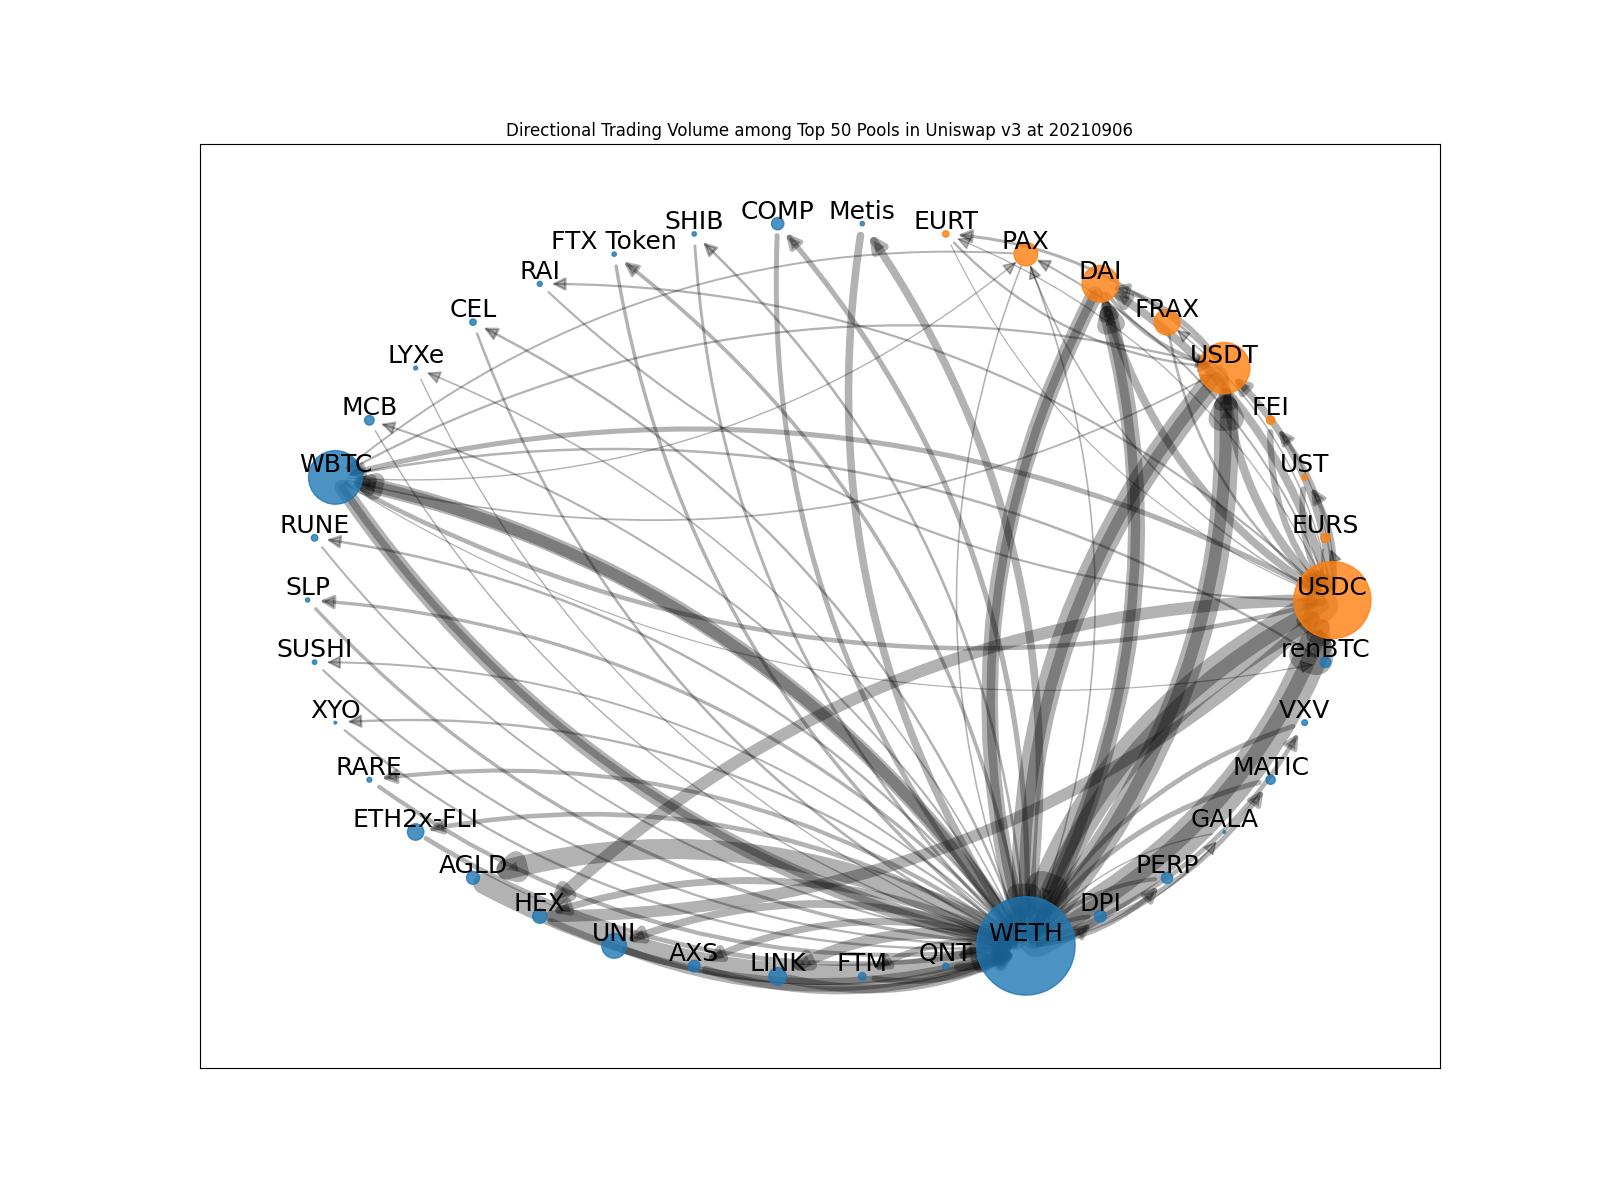 Directional Trading Volume among Top 50 Pools in Uniswap v3 at 20210906
COMP
Metis
SHIB
EURT
FTX Token
PAX
RAI
DAI
CEL
FRAX
LYXe
USDT
MCB
FEI
WBTC
UST
RUNE
EURS
SLP
USDC
SUSHI
renBTC
XYO
VXV
RARE
MATIC
ETH2x-FLI
GALA
AGLD
PERP
HEX
DPI
UNI
WETH
AXS
QNT
LINK
FTM